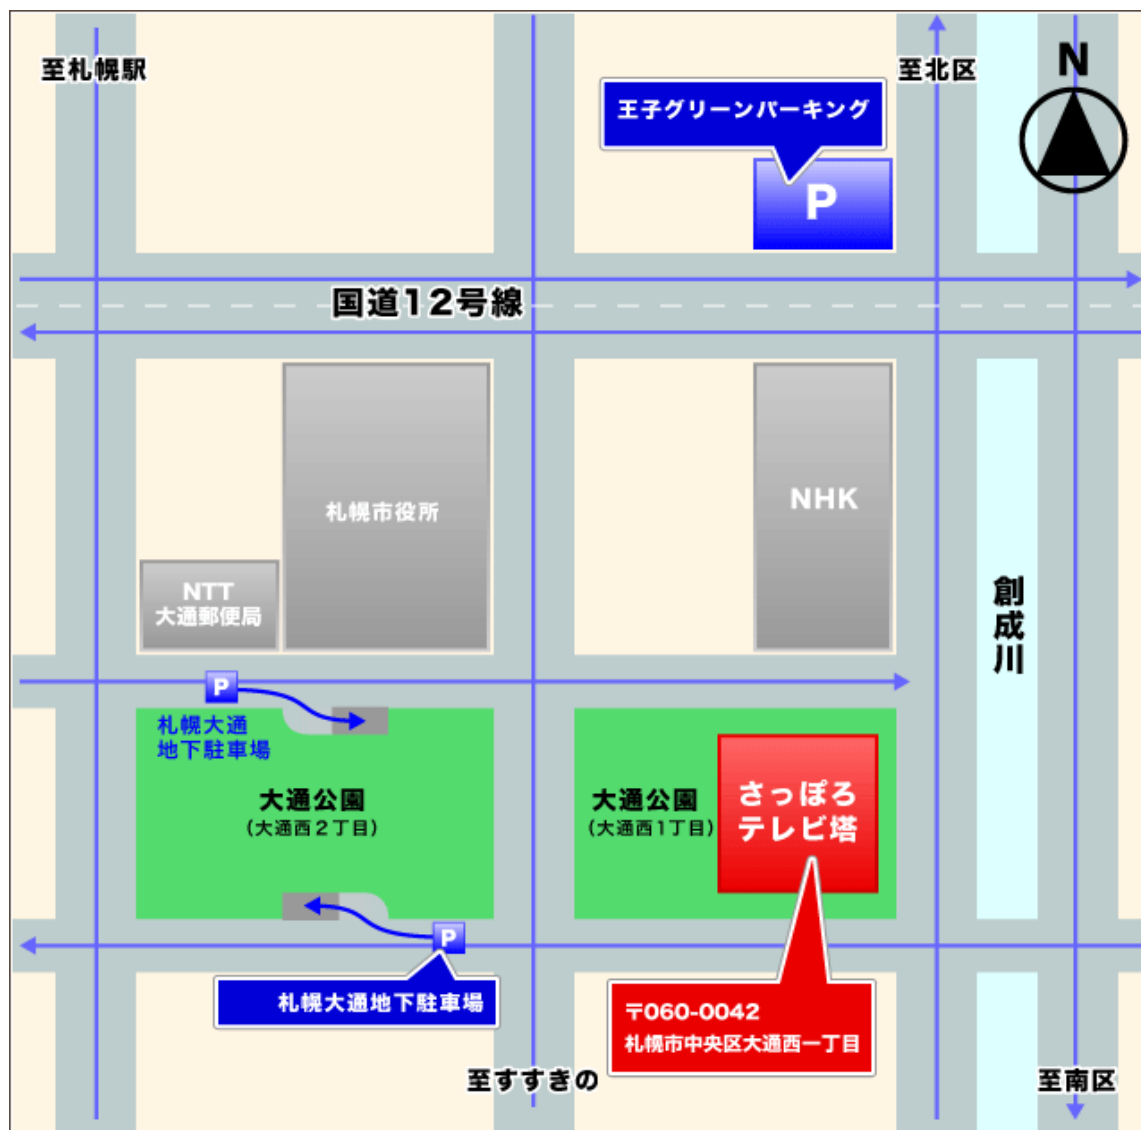 至札幌駅
至北区
N
王子グリーンパーキング
P
国道12号線
札幌市役所
NHK
NTT
大通郵便局
創成川
P
札幌大通
地下駐車場
大通公園
（大通西２丁目）
大通公園
（大通西1丁目）
さっぽろ
テレビ塔
P
札幌大通地下駐車場
〒060-0042
札幌市中央区大通西一丁目
至すすきの
至南区